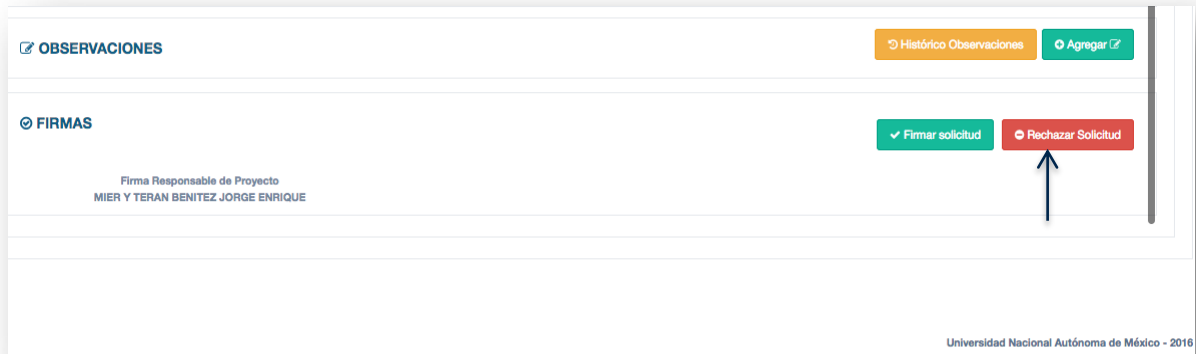 OBSERVACIONES
Histórico Observaciones
Agregar
FIRMAS
Firmar solicitud
Rechazar Solicitud
Firma Responsable de Proyecto
MIER Y TERAN BENITEZ JORGE ENRIQUE
Universidad Nacional Autónoma de México - 2016